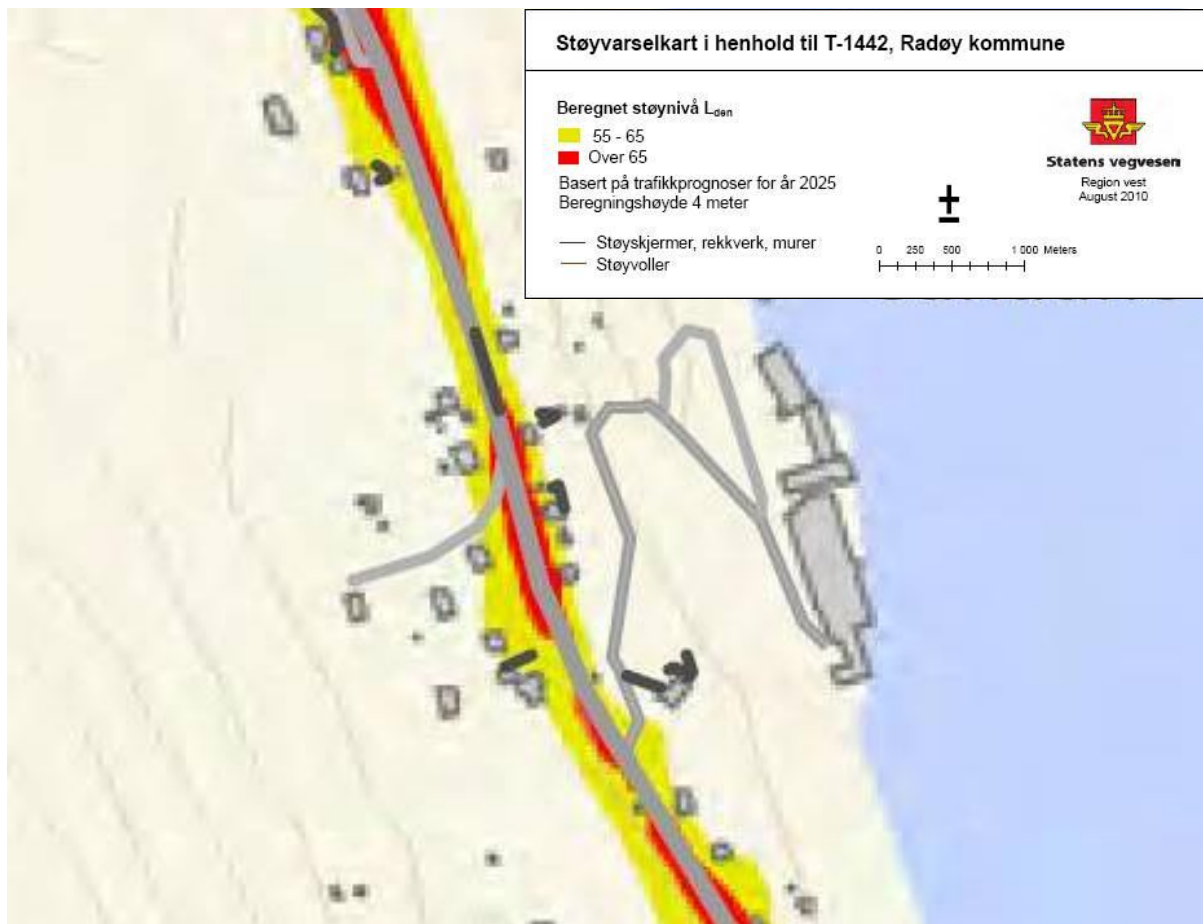 Støyvarselkart i henhold til T-1442, Radøy kommune
Beregnet støynivå Lden
55 - 65
Over 65
Basert på trafikkprognoser for år 2025
Beregningshøyde 4 meter
Støyskjermer, rekkverk, murer
Støyvoller
Statens vegvesen
Region vest
August 2010
0 250 500 1 000 Meters